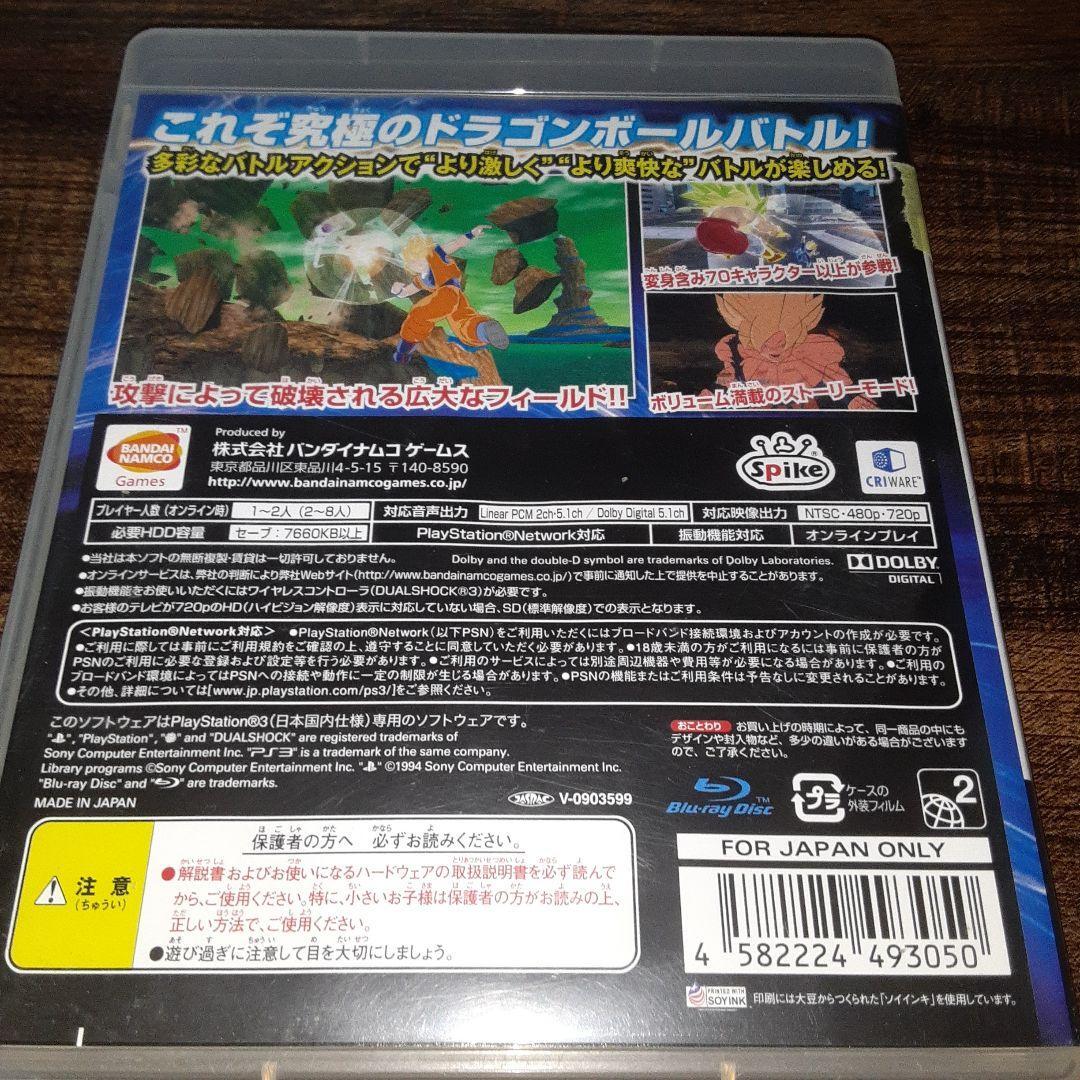 これぞ究極のドラゴンボールバトル!
多彩なバトルアクションで“より激しく”“より爽快な”バトルが楽しめる!
変身含み70キャラクター以上が参戦!
攻撃によって破壊される広大なフィールド!!
ボリューム満載のストーリーモード!
BANDAI NAMCO Games TM
Produced by
株式会社 バンダイナムコ ゲームス
東京都品川区東品川4-5-15 〒140-8590
http://www.bandainamcogames.co.jp/
Spike
CRIWARE™
プレイヤー人数 (オンライン時) 1〜2人 (2〜8人) 対応音声出力 Linear PCM 2ch・5.1ch / Dolby Digital 5.1ch 対応映像出力 NTSC・480p・720p
必要HDD容量 セーブ:7660KB以上 PlayStation®Network対応 振動機能対応 オンラインプレイ
●当社は本ソフトの無断複製・賃貸は一切許可しておりません。 Dolby and the double-D symbol are trademarks of Dolby Laboratories.
DOLBY DIGITAL
●オンラインサービスは、弊社の判断により弊社Webサイト(http://www.bandainamcogames.co.jp/)で事前に通知した上で提供を中止することがあります。
●振動機能をお使いいただくにはワイヤレスコントローラ(DUALSHOCK®3)が必要です。
●お客様のテレビが720pのHD(ハイビジョン解像度)表示に対応していない場合、SD(標準解像度)での表示となります。
<PlayStation®Network対応> ●PlayStation®Network(以下PSN)をご利用いただくにはブロードバンド接続環境およびアカウントの作成が必要です。
●ご利用に際しては事前にご利用規約をご確認の上、遵守することに同意していただく必要があります。●18歳未満の方がご利用になるには事前に保護者の方が
PSNのご利用に必要な登録および設定等を行う必要があります。●ご利用のサービスによっては別途周辺機器や費用等が必要になる場合があります。●ご利用の
ブロードバンド環境によってはPSNへの接続や動作に一定の制限が生じる場合があります。●PSNの機能またはご利用条件は予告なしに変更されることがあります。
●その他、詳細については[www.jp.playstation.com/ps3/]をご参照ください。
このソフトウェアはPlayStation®3(日本国内仕様)専用のソフトウェアです。
" ", "PlayStation", " " and "DUALSHOCK" are registered trademarks of
Sony Computer Entertainment Inc. "PS3" is a trademark of the same company.
Library programs ©Sony Computer Entertainment Inc. " " ©1994 Sony Computer Entertainment Inc.
"Blu-ray Disc" and " " are trademarks.
おことわり お買い上げの時期によって、同一商品の中にも
デザインや封入物など、多少の違いがある場合がございます
ので、ご了承ください。
MADE IN JAPAN
JASRAC V-0903599
Blu-ray Disc™
プラ
ケースの
外装フィルム
2
注意
(ちゅうい)
保護者の方へ 必ずお読みください。
●解説書およびお使いになるハードウェアの取扱説明書を必ず読んで
から、ご使用ください。特に、小さいお子様は保護者の方がお読みの上、
正しい方法で、ご使用ください。
●遊び過ぎに注意して目を大切にしましょう。
FOR JAPAN ONLY
4 582224 493050
PRINTED WITH SOY INK
印刷には大豆からつくられた「ソイインキ」を使用しています。